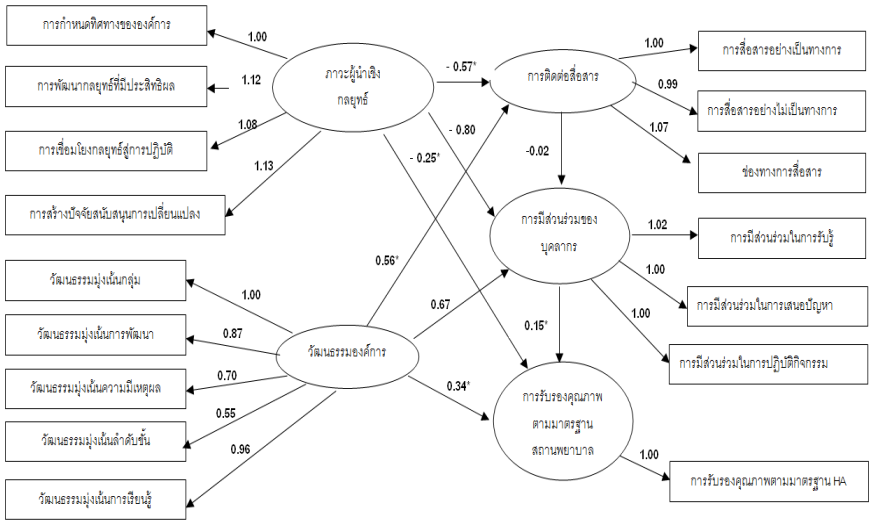 การกำหนดทิศทางขององค์การ
1.00
การพัฒนากลยุทธ์ที่มีประสิทธิผล
1.12
การเชื่อมโยงกลยุทธ์สู่การปฏิบัติ
1.08
การสร้างปัจจัยสนับสนุนการเปลี่ยนแปลง
1.13
ภาวะผู้นำเชิง
กลยุทธ์
- 0.57*
- 0.80
- 0.25*
การติดต่อสื่อสาร
1.00
การสื่อสารอย่างเป็นทางการ
0.99
การสื่อสารอย่างไม่เป็นทางการ
1.07
ช่องทางการสื่อสาร
-0.02
การมีส่วนร่วมของ
บุคลากร
1.02
การมีส่วนร่วมในการรับรู้
1.00
การมีส่วนร่วมในการเสนอปัญหา
1.00
การมีส่วนร่วมในการปฏิบัติกิจกรรม
วัฒนธรรมมุ่งเน้นกลุ่ม
1.00
วัฒนธรรมมุ่งเน้นการพัฒนา
0.87
วัฒนธรรมมุ่งเน้นความมีเหตุผล
0.70
วัฒนธรรมมุ่งเน้นลำดับขั้น
0.55
วัฒนธรรมมุ่งเน้นการเรียนรู้
0.96
วัฒนธรรมองค์การ
0.56*
0.67
0.34*
0.15*
การรับรองคุณภาพ
ตามมาตรฐาน
สถานพยาบาล
1.00
การรับรองคุณภาพตามมาตรฐาน HA